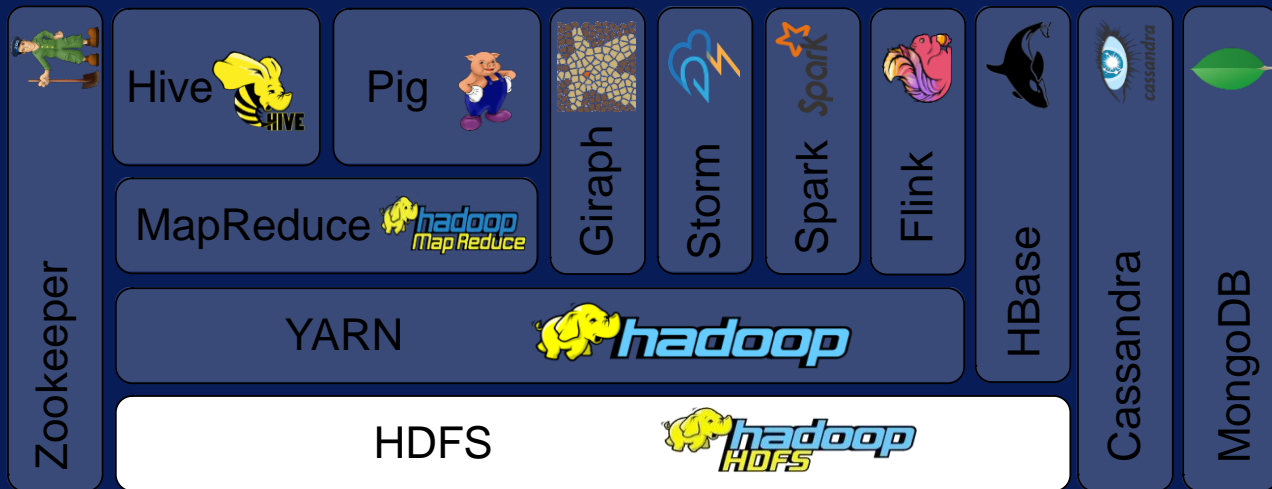 Zookeeper
Hive
HIVE
Pig
Giraph
Storm
Spark
Spark
Flink
HBase
cassandra
Cassandra
MongoDB
MapReduce
hadoop
Map Reduce
YARN
hadoop
HDFS
hadoop
HDFS